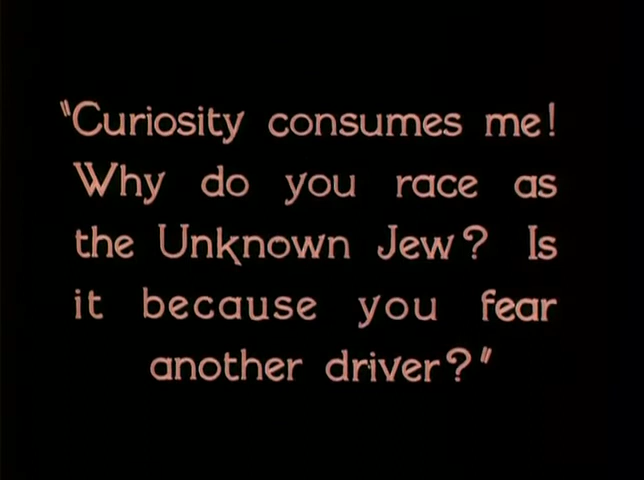 "Curiosity consumes me!
Why do you race as
the Unknown Jew? Is
it because you fear
another driver?"